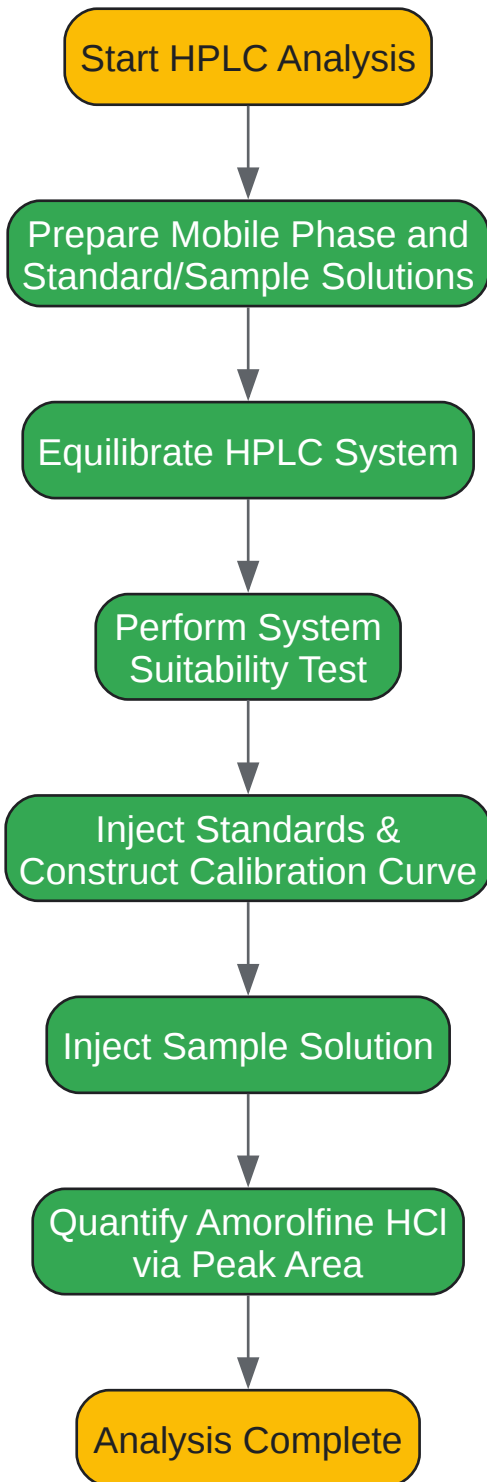 Start HPLC Analysis
Prepare Mobile Phase and
Standard/Sample Solutions
Equilibrate HPLC System
Perform System
Suitability Test
Inject Standards &
Construct Calibration Curve
Inject Sample Solution
Quantify Amorolfine HCl
via Peak Area
Analysis Complete